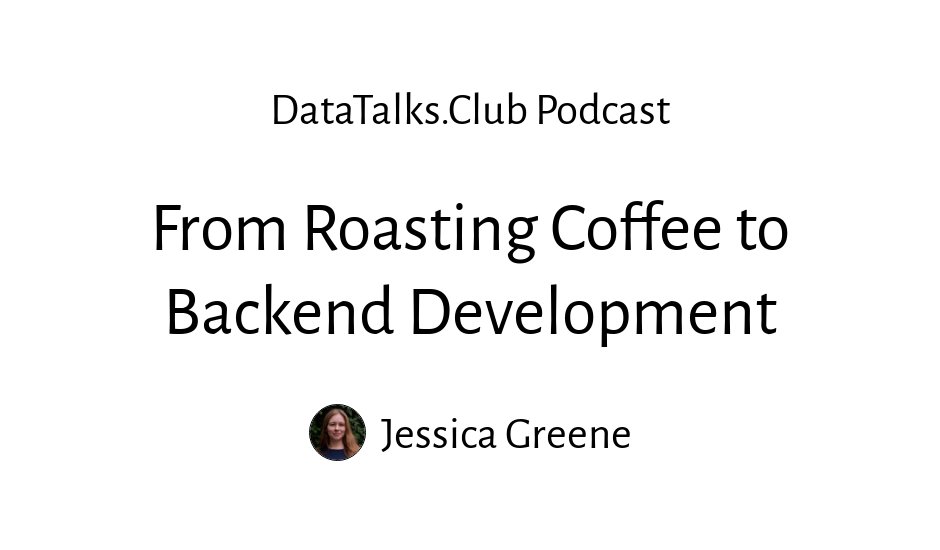 DataTalks.Club Podcast
From Roasting Coffee to
Backend Development
Jessica Greene